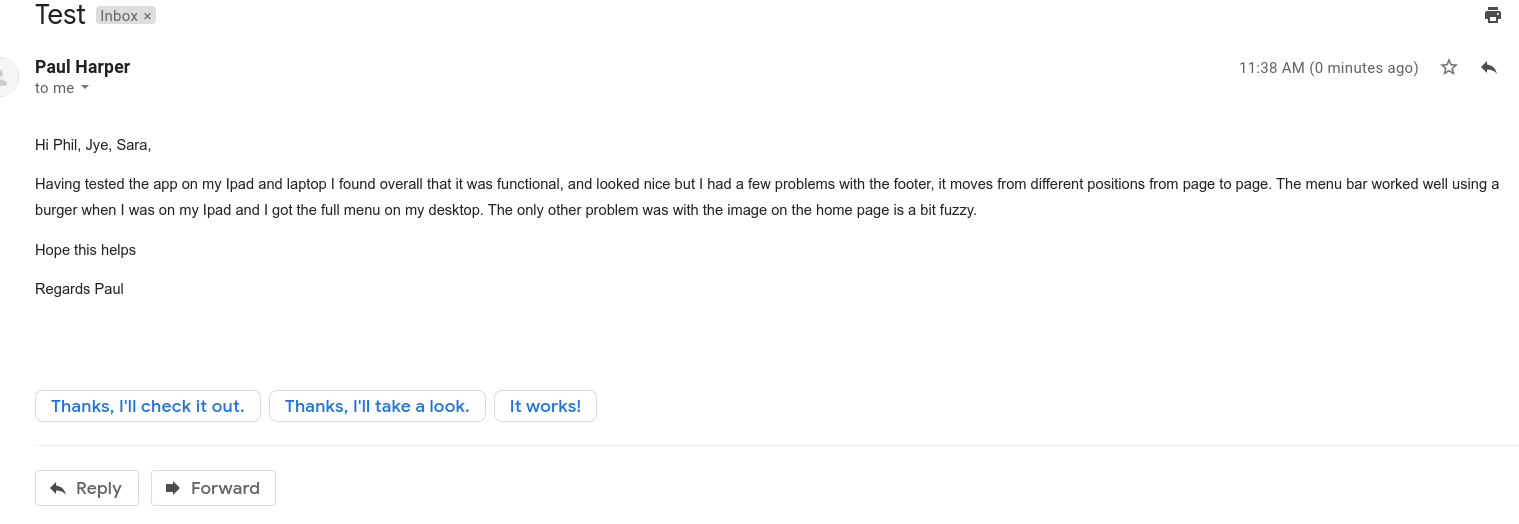 Test Inbox ×
Paul Harper
11:38 AM (0 minutes ago)
to me
Hi Phil, Jye, Sara,
Having tested the app on my Ipad and laptop I found overall that it was functional, and looked nice but I had a few problems with the footer, it moves from different positions from page to page. The menu bar worked well using a
burger when I was on my Ipad and I got the full menu on my desktop. The only other problem was with the image on the home page is a bit fuzzy.
Hope this helps
Regards Paul
Thanks, I'll check it out.
Thanks, I'll take a look.
It works!
Reply
Forward